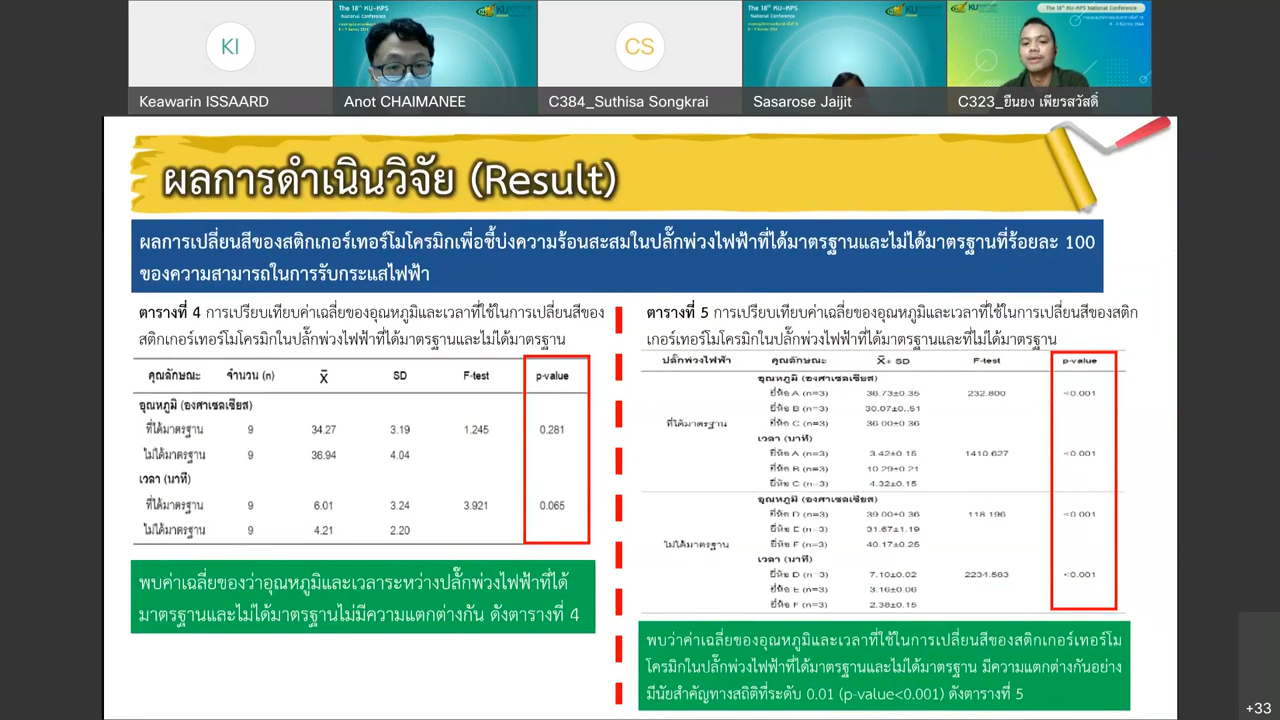 KI
Keawarin ISSAARD
The 18th KU-KPS
National Conference
Anot CHAIMANEE
CS
C384_Suthisa Songkrai
The 18th KU-KPS
National Conference
Sasarose Jaijit
The 18th KU-KPS National Conference
C323_ยืนยง เพียรสวัสดิ์
ผลการดำเนินวิจัย (Result)
ผลการเปลี่ยนสีของสติกเกอร์เทอร์โมโครมิกเพื่อชี้บ่งความร้อนสะสมในปลั๊กพ่วงไฟฟ้าที่ได้มาตรฐานและไม่ได้มาตรฐานที่ร้อยละ 100
ของความสามารถในการรับกระแสไฟฟ้า
ตารางที่ 4 การเปรียบเทียบค่าเฉลี่ยของอุณหภูมิและเวลาที่ใช้ในการเปลี่ยนสีของ
สติกเกอร์เทอร์โมโครมิกในปลั๊กพ่วงไฟฟ้าที่ได้มาตรฐานและไม่ได้มาตรฐาน
คุณลักษณะ จำนวน (n) X̄ SD F-test p-value
อุณหภูมิ (องศาเซลเซียส)
ที่ได้มาตรฐาน 9 34.27 3.19 1.245 0.281
ไม่ได้มาตรฐาน 9 36.94 4.04
เวลา (นาที)
ที่ได้มาตรฐาน 9 6.01 3.24 3.921 0.065
ไม่ได้มาตรฐาน 9 4.21 2.20
พบค่าเฉลี่ยของว่าอุณหภูมิและเวลาระหว่างปลั๊กพ่วงไฟฟ้าที่ได้
มาตรฐานและไม่ได้มาตรฐานไม่มีความแตกต่างกัน ดังตารางที่ 4
ตารางที่ 5 การเปรียบเทียบค่าเฉลี่ยของอุณหภูมิและเวลาที่ใช้ในการเปลี่ยนสีของสติก
เกอร์เทอร์โมโครมิกในปลั๊กพ่วงไฟฟ้าที่ได้มาตรฐานและที่ไม่ได้มาตรฐาน
ปลั๊กพ่วงไฟฟ้า คุณลักษณะ X̄± SD F-test p-value
อุณหภูมิ (องศาเซลเซียส)
ยี่ห้อ A (n=3) 36.73±0.35 232.800 <0.001
ยี่ห้อ B (n=3) 30.07±0..51
ที่ได้มาตรฐาน ยี่ห้อ C (n=3) 36.00±0.36
เวลา (นาที)
ยี่ห้อ A (n=3) 3.42±0.15 1410.627 <0.001
ยี่ห้อ B (n=3) 10.29±0.21
ยี่ห้อ C (n=3) 4.32±0.15
อุณหภูมิ (องศาเซลเซียส)
ยี่ห้อ D (n=3) 39.00±0.36 118.196 <0.001
ยี่ห้อ E (n=3) 31.67±1.19
ไม่ได้มาตรฐาน ยี่ห้อ F (n=3) 40.17±0.25
เวลา (นาที)
ยี่ห้อ D (n=3) 7.10±0.02 2234.583 <0.001
ยี่ห้อ E (n=3) 3.16±0.06
ยี่ห้อ F (n=3) 2.38±0.15
พบว่าค่าเฉลี่ยของอุณหภูมิและเวลาที่ใช้ในการเปลี่ยนสีของสติกเกอร์เทอร์โม
โครมิกในปลั๊กพ่วงไฟฟ้าที่ได้มาตรฐานและไม่ได้มาตรฐาน มีความแตกต่างกันอย่าง
มีนัยสำคัญทางสถิติที่ระดับ 0.01 (p-value<0.001) ดังตารางที่ 5
+33